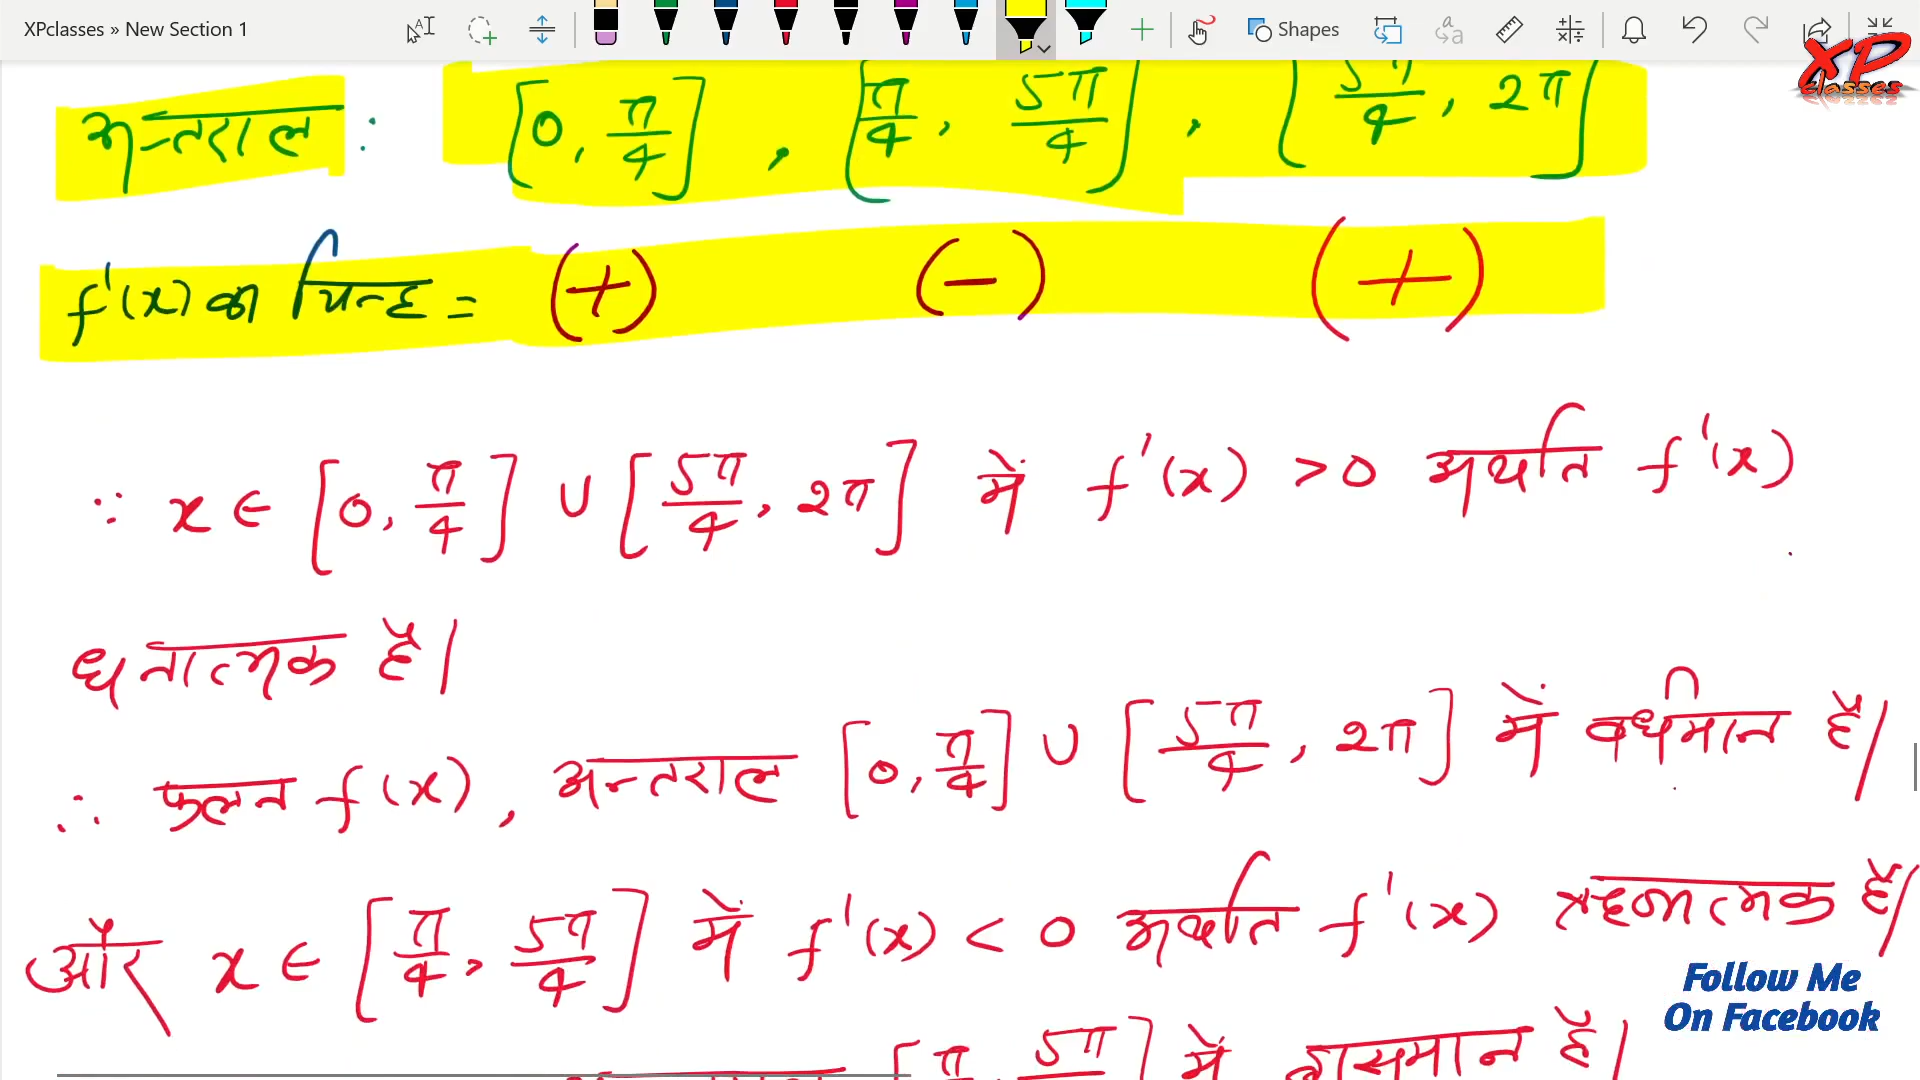 XPclasses » New Section 1
Shapes
XP
classes
अन्तराल : [0, π/4] , [π/4, 5π/4] , [5π/4, 2π]
f'(x) का चिन्ह = (+) (-) (+)
∵ x ∈ [0, π/4] ∪ [5π/4, 2π] में f'(x) > 0 अर्थात f'(x)
धनात्मक है।
∴ फलन f(x), अन्तराल [0, π/4] ∪ [5π/4, 2π] में वर्धमान है।
और x ∈ [π/4, 5π/4] में f'(x) < 0 अर्थात f'(x) ऋणात्मक है।
[π/4, 5π/4] में ह्रासमान है।
Follow Me
On Facebook